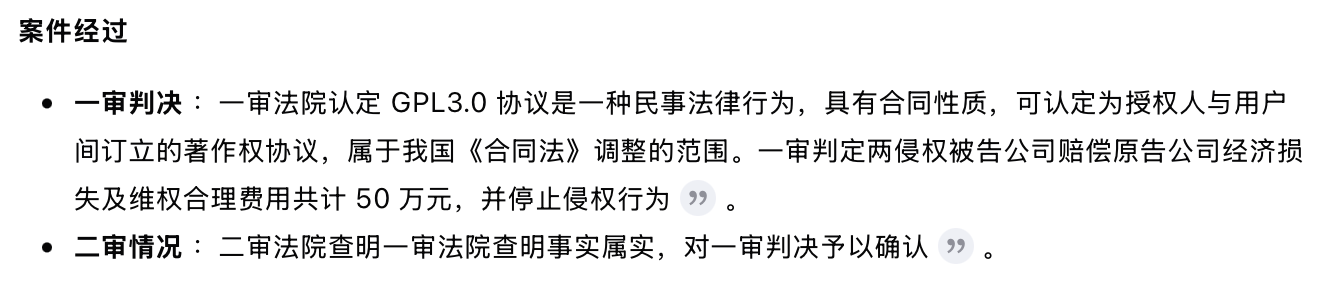 案件经过
• 一审判决 ：一审法院认定 GPL3.0 协议是一种民事法律行为，具有合同性质，可认定为授权人与用户
间订立的著作权协议，属于我国《合同法》调整的范围。一审判定两侵权被告公司赔偿原告公司经济损
失及维权合理费用共计 50 万元，并停止侵权行为 ” 。
• 二审情况 ：二审法院查明一审法院查明事实属实，对一审判决予以确认 ” 。